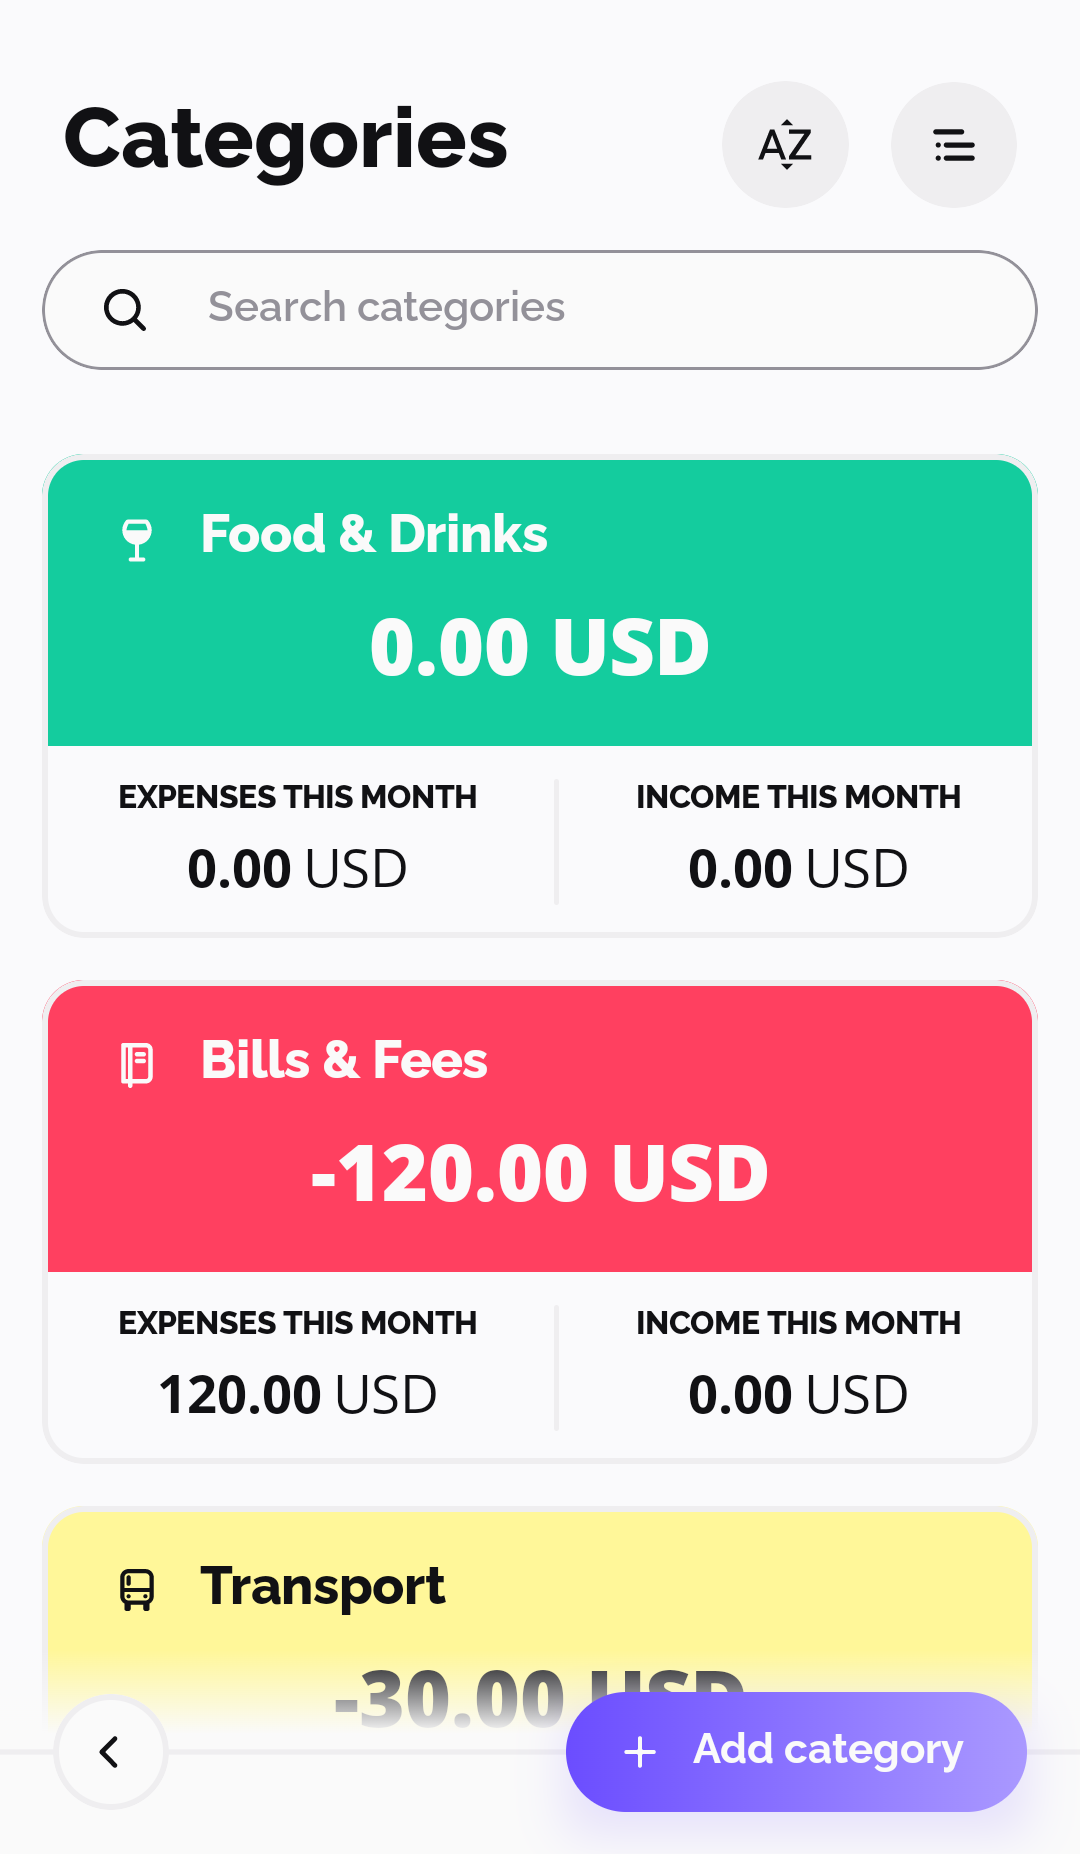 Categories
AZ
Search categories
Food & Drinks
0.00 USD
EXPENSES THIS MONTH
INCOME THIS MONTH
0.00 USD
0.00 USD
Bills & Fees
-120.00 USD
EXPENSES THIS MONTH
INCOME THIS MONTH
120.00 USD
0.00 USD
Transport
-30.00 USD
Add category